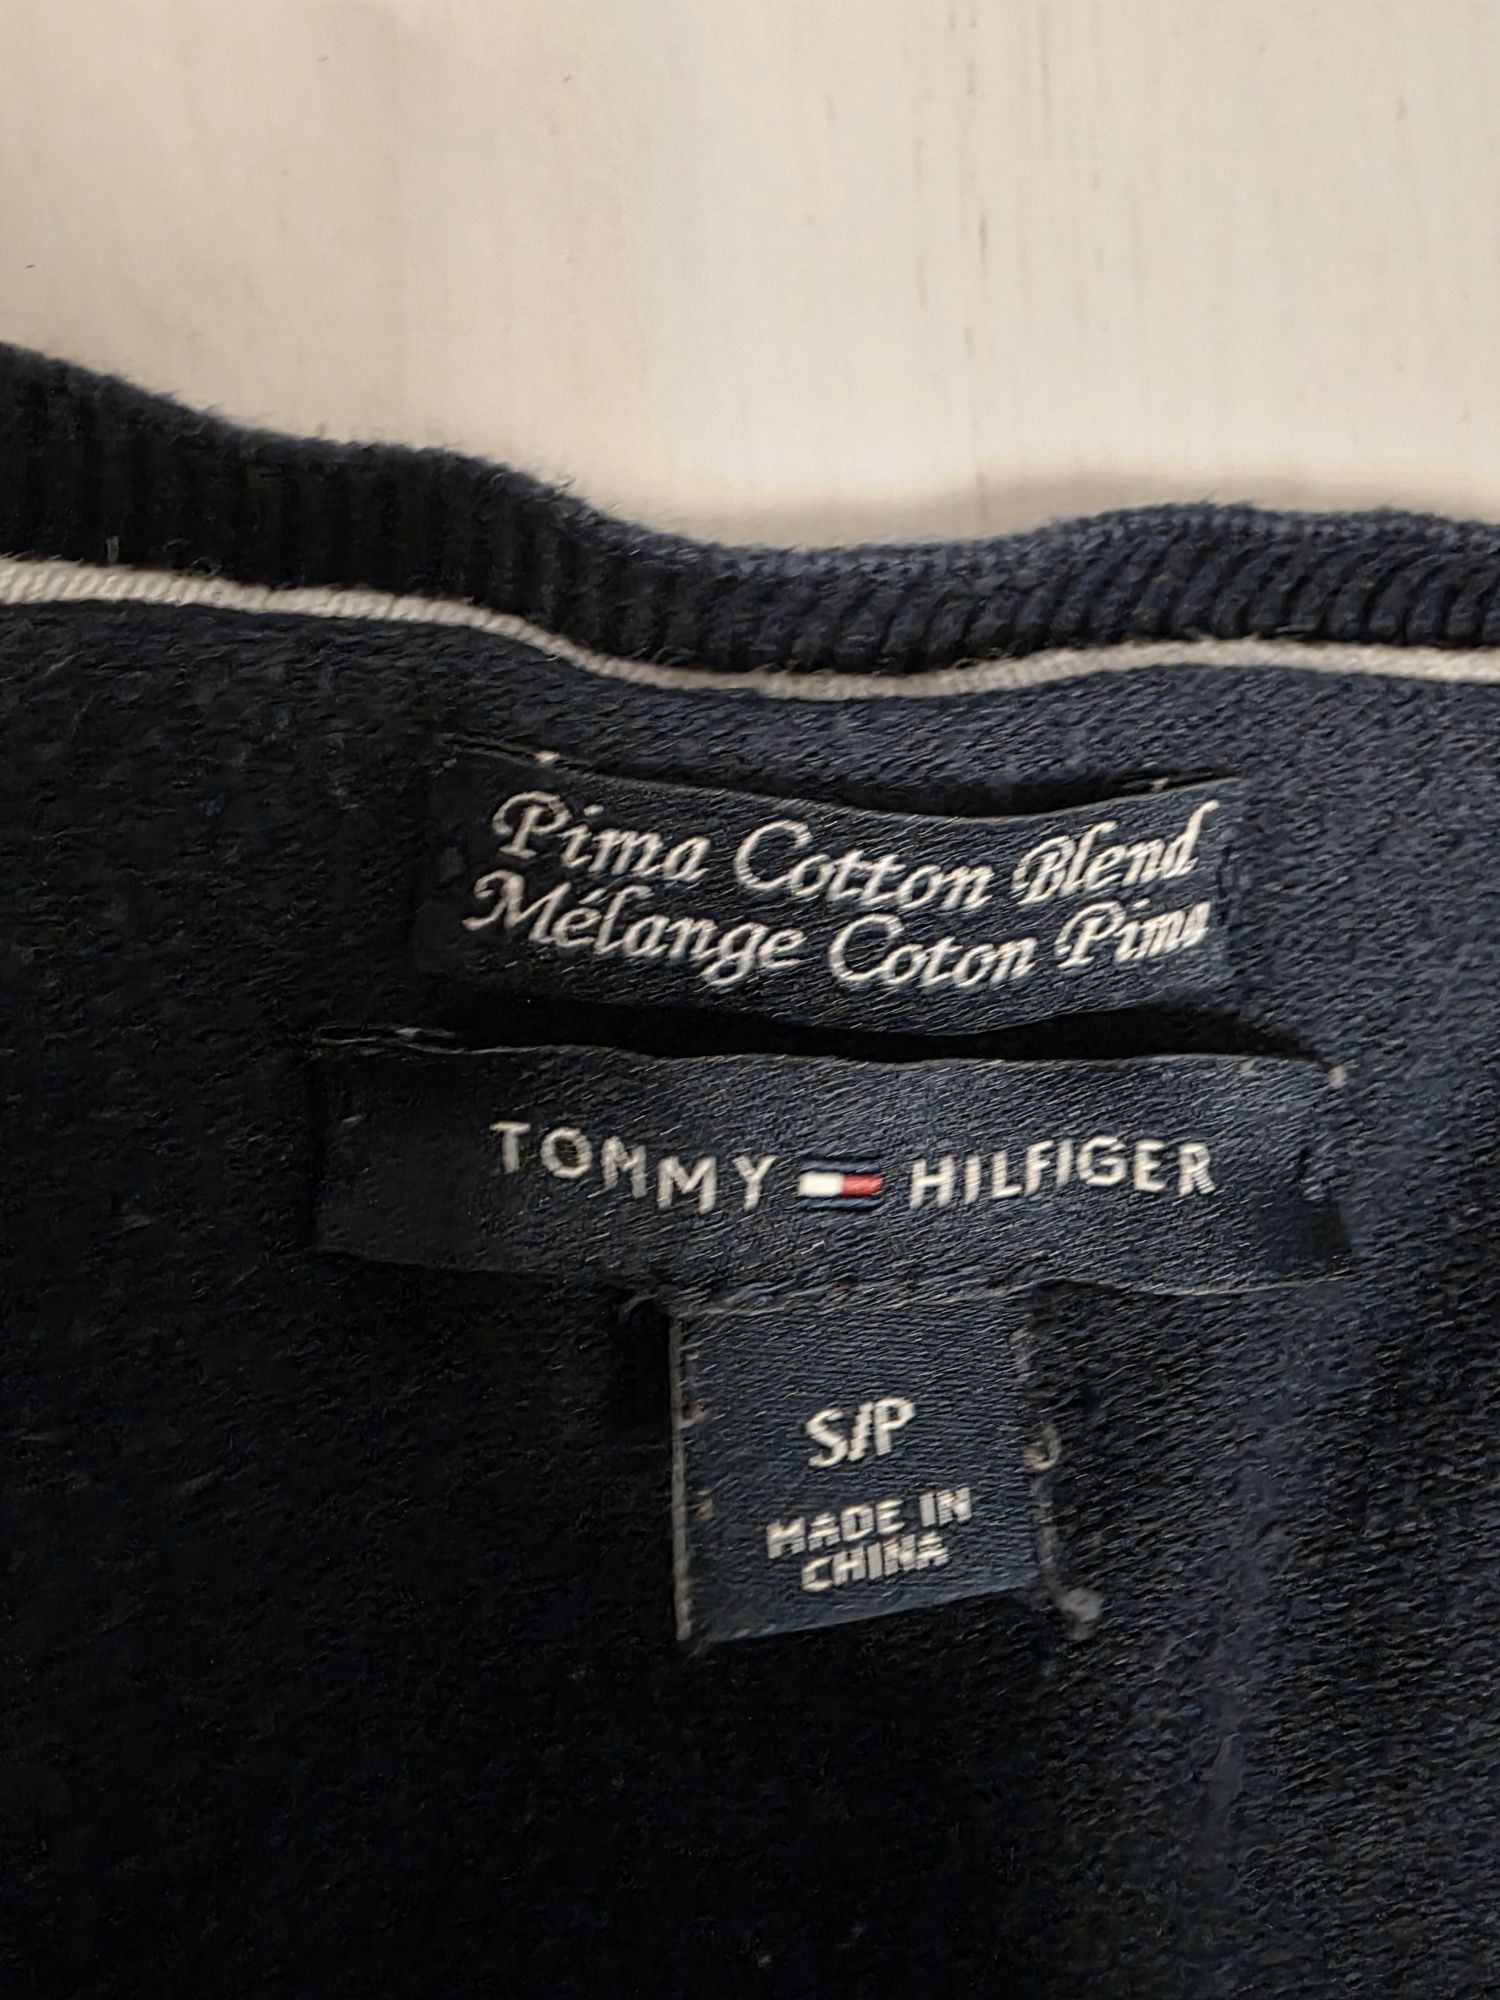 Pima Cotton Blend
Mélange Coton Pima
TOMMY HILFIGER
S/P
MADE IN
CHINA